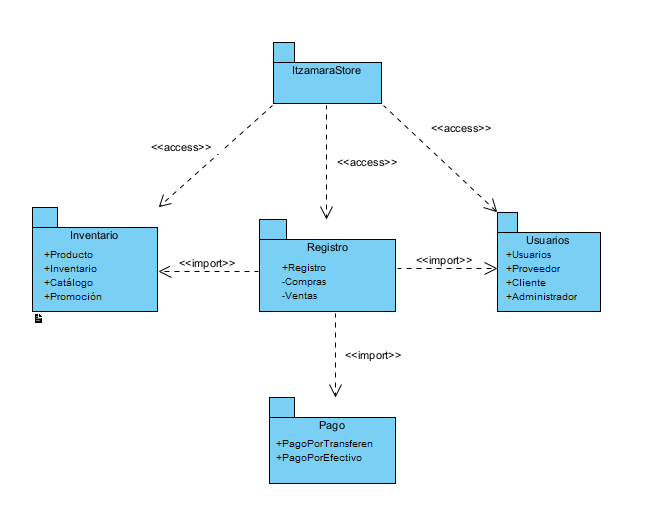 ItzamaraStore
<<access>>
<<access>>
<<access>>
Inventario
+Producto
+Inventario
+Catálogo
+Promoción
<<import>>
Registro
+Registro
-Compras
-Ventas
<<import>>
Usuarios
+Usuarios
+Proveedor
+Cliente
+Administrador
<<import>>
Pago
+PagoPorTransferen
+PagoPorEfectivo